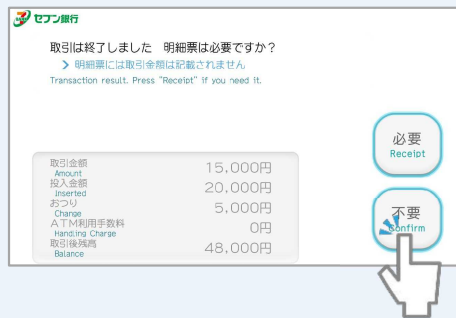 セブン銀行
取引は終了しました 明細票は必要ですか？
明細票には取引金額は記載されません
Transaction result. Press "Receipt" if you need it.
必要
Receipt
取引金額 15,000円
Amount
投入金額 20,000円
Inserted
おつり 5,000円
Change
ATM利用手数料 0円
Handling Charge
取引後残高 48,000円
Balance
不要
Confirm